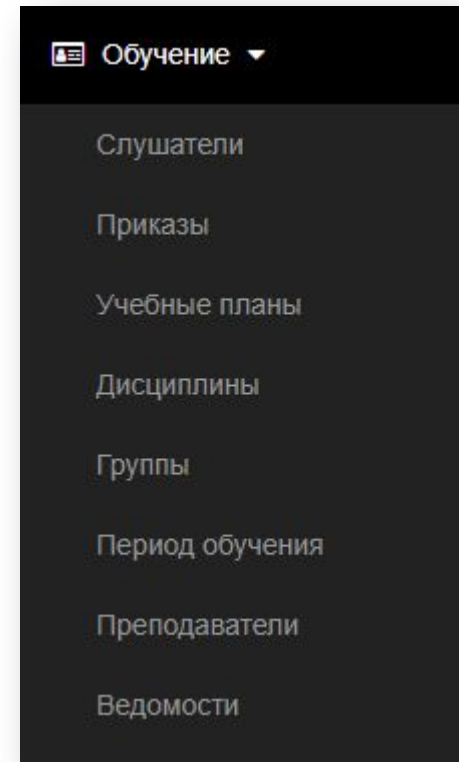 Обучение
Слушатели
Приказы
Учебные планы
Дисциплины
Группы
Период обучения
Преподаватели
Ведомости